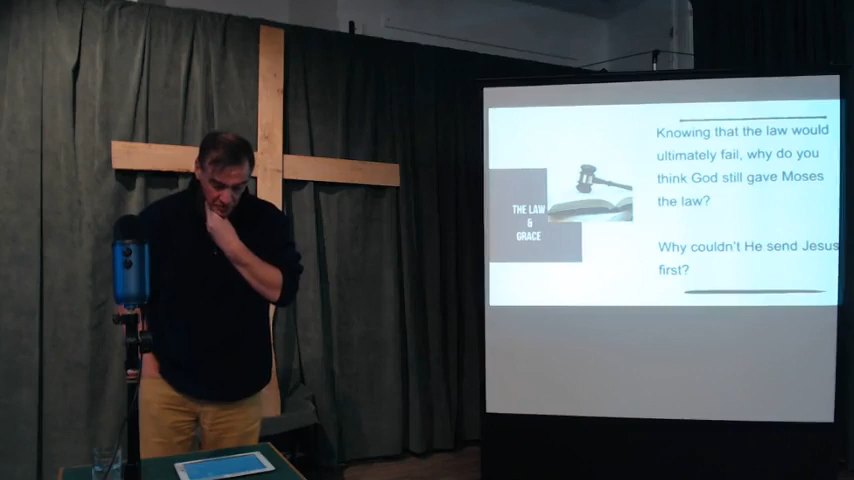 THE LAW
&
GRACE
Knowing that the law would
ultimately fail, why do you
think God still gave Moses
the law?
Why couldn't He send Jesus
first?